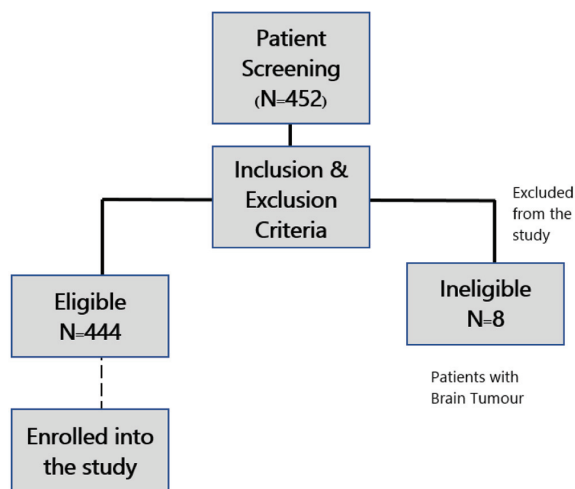 Patient
Screening
(N=452)
Inclusion &
Exclusion
Criteria
Excluded
from the
study
Eligible
N=444
Ineligible
N=8
Patients with
Brain Tumour
Enrolled into
the study